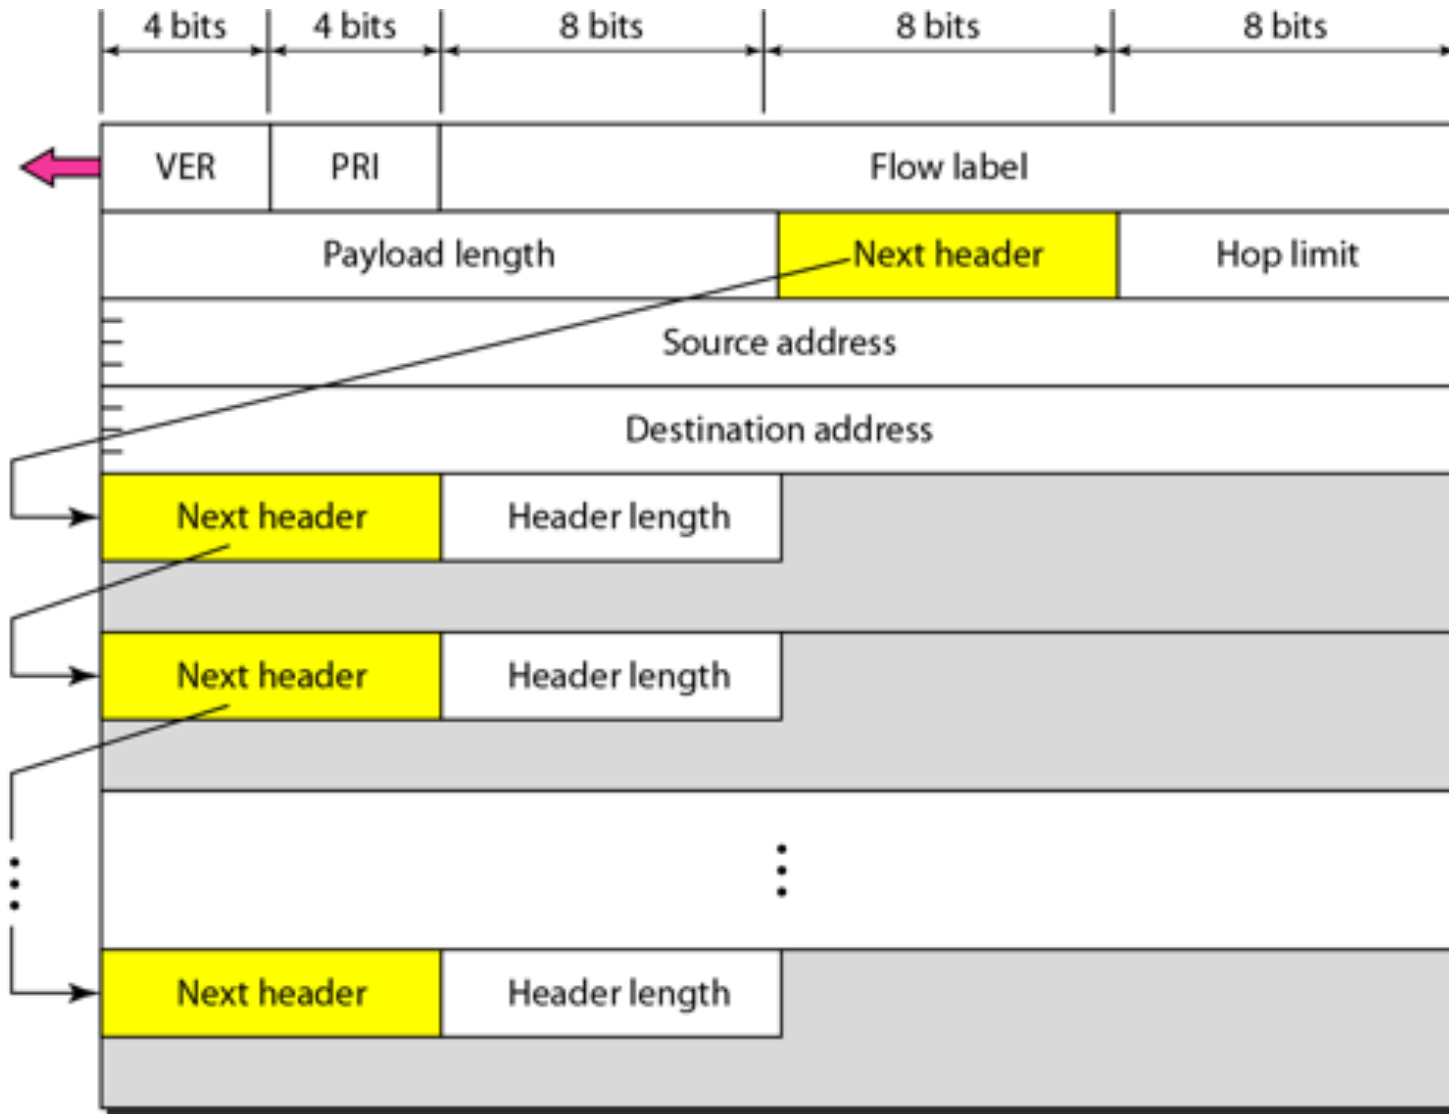 4 bits 4 bits 8 bits 8 bits 8 bits
VER PRI Flow label
Payload length Next header Hop limit
Source address
Destination address
Next header Header length
Next header Header length
Next header Header length